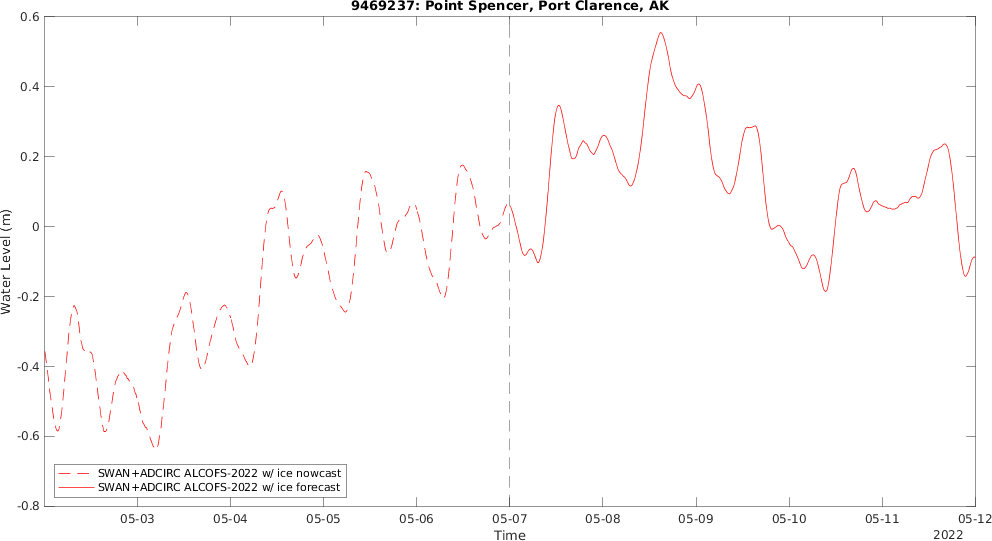 9469237: Point Spencer, Port Clarence, AK
0.6
0.4
0.2
0
-0.2
-0.4
-0.6
-0.8
Water Level (m)
SWAN+ADCIRC ALCOFS-2022 w/ ice nowcast
SWAN+ADCIRC ALCOFS-2022 w/ ice forecast
05-03 05-04 05-05 05-06 05-07 05-08 05-09 05-10 05-11 05-12
Time
2022